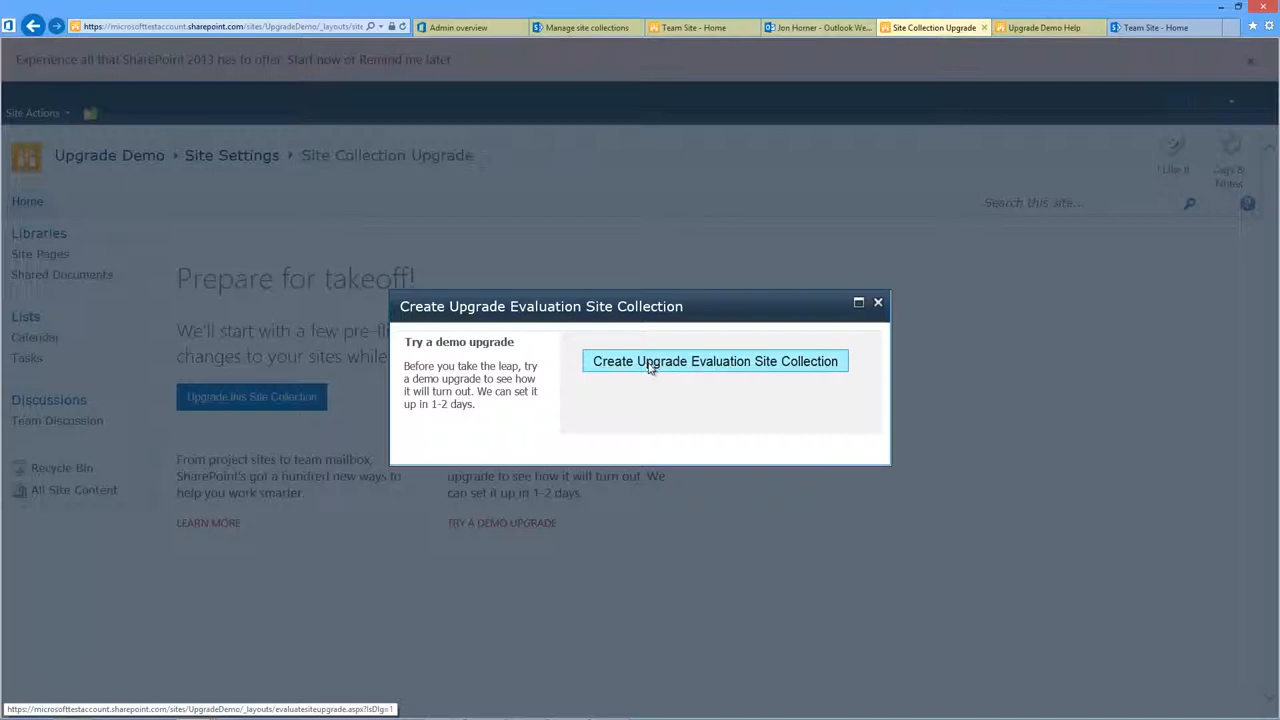 https://microsofttestaccount.sharepoint.com/sites/UpgradeDemo/_layouts/site
Admin overview
Manage site collections
Team Site - Home
Jon Horner - Outlook We...
Site Collection Upgrade
Upgrade Demo Help
Team Site - Home
Experience all that SharePoint 2013 has to offer. Start now or Remind me later
Site Actions
Upgrade Demo
Site Settings
Site Collection Upgrade
I Like It
Tags &
Notes
Home
Search this site...
Libraries
Site Pages
Shared Documents
Lists
Calendar
Tasks
Discussions
Team Discussion
Recycle Bin
All Site Content
Prepare for takeoff!
We'll start with a few pre-fli
changes to your sites while
Upgrade this Site Collection
From project sites to team mailbox,
SharePoint's got a hundred new ways to
help you work smarter.
LEARN MORE
upgrade to see how it will turn out. We
can set it up in 1-2 days.
TRY A DEMO UPGRADE
Create Upgrade Evaluation Site Collection
Try a demo upgrade
Before you take the leap, try
a demo upgrade to see how
it will turn out. We can set it
up in 1-2 days.
Create Upgrade Evaluation Site Collection
https://microsofttestaccount.sharepoint.com/sites/UpgradeDemo/_layouts/evaluatesiteupgrade.aspx?IsDlg=1